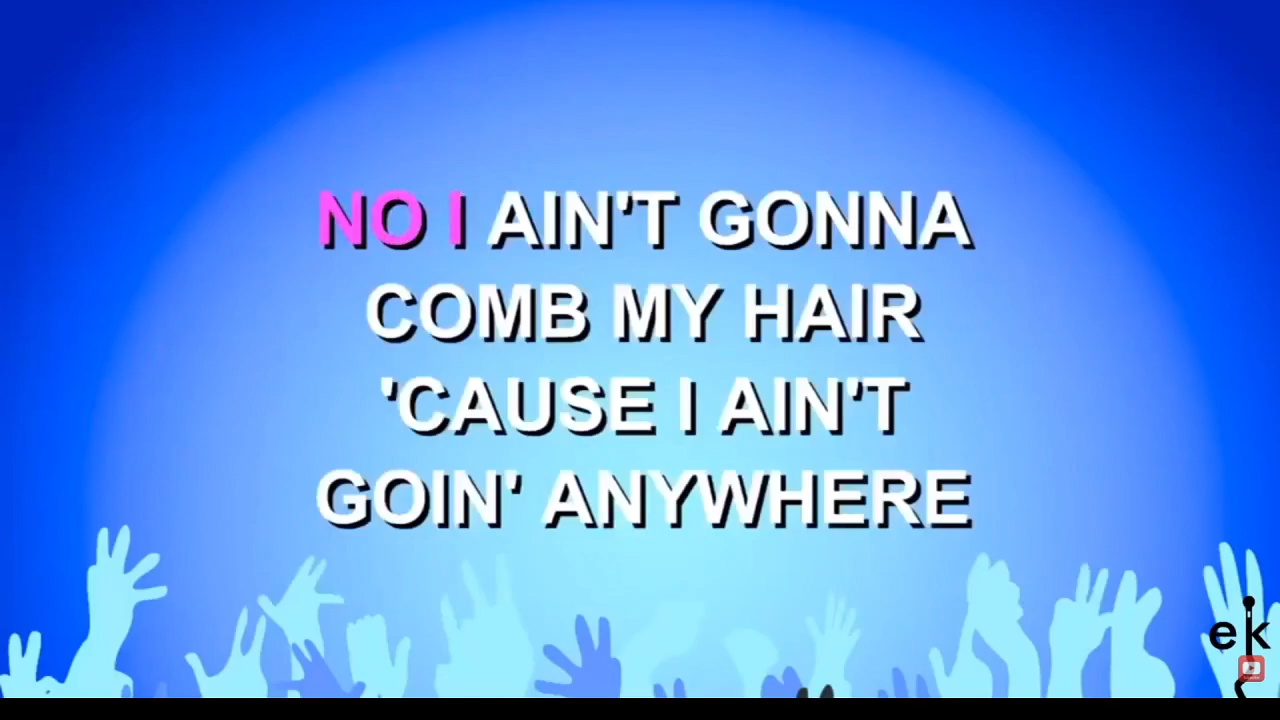 NO I AIN'T GONNA
COMB MY HAIR
'CAUSE I AIN'T
GOIN' ANYWHERE
ek